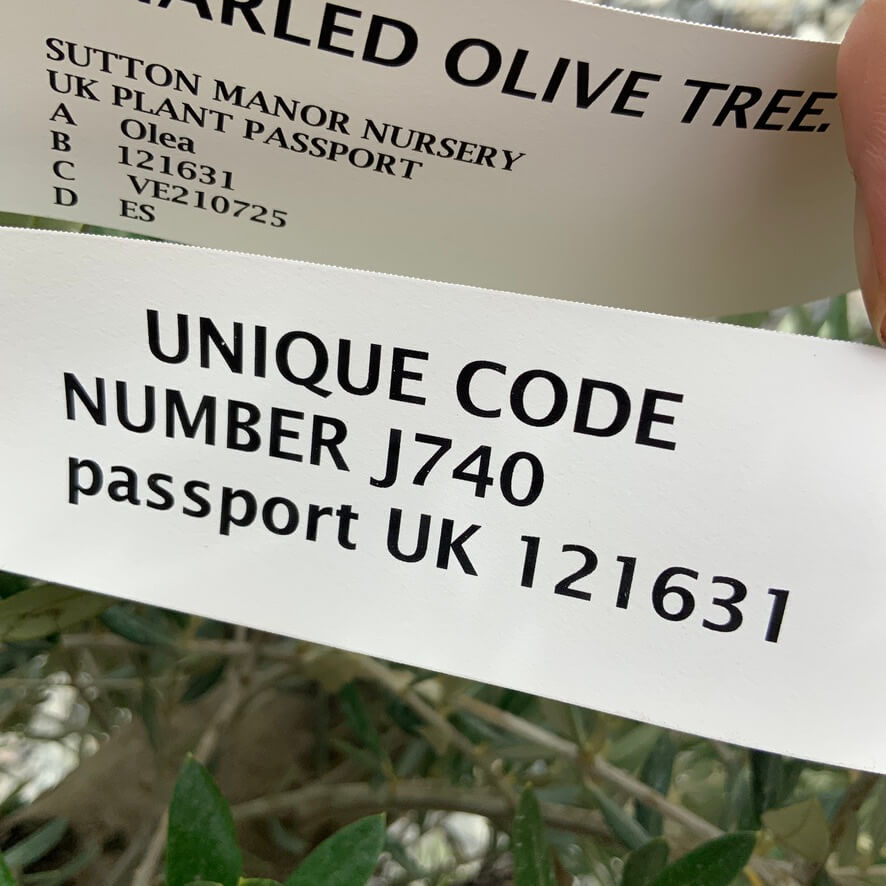 OLIVE TREE.
SUTTON MANOR NURSERY
UK PLANT PASSPORT
A Olea
B 121631
C VE210725
D ES
UNIQUE CODE
NUMBER J740
passport UK 121631